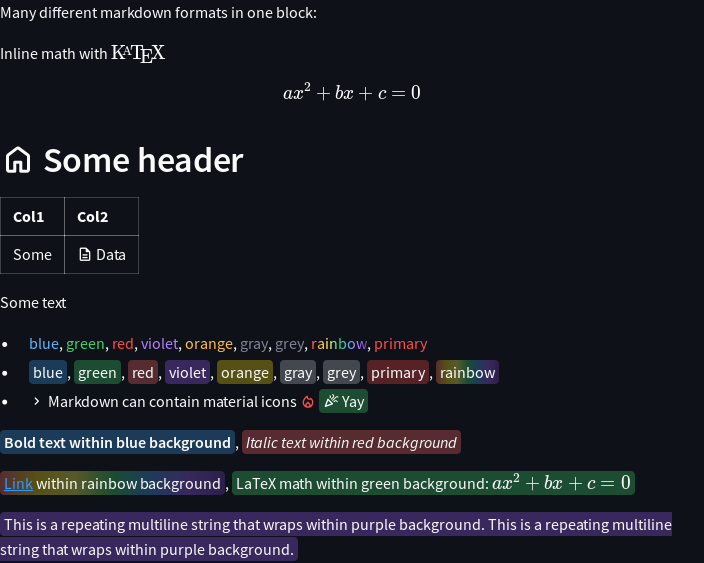 Many different markdown formats in one block:
Inline math with KATEX
ax² + bx + c = 0
Some header
Col1 Col2
Some Data
Some text
• blue, green, red, violet, orange, gray, grey, rainbow, primary
• blue, green, red, violet, orange, gray, grey, primary, rainbow
• > Markdown can contain material icons Yay
Bold text within blue background, Italic text within red background
Link within rainbow background, LaTeX math within green background: ax² + bx + c = 0
This is a repeating multiline string that wraps within purple background. This is a repeating multiline
string that wraps within purple background.